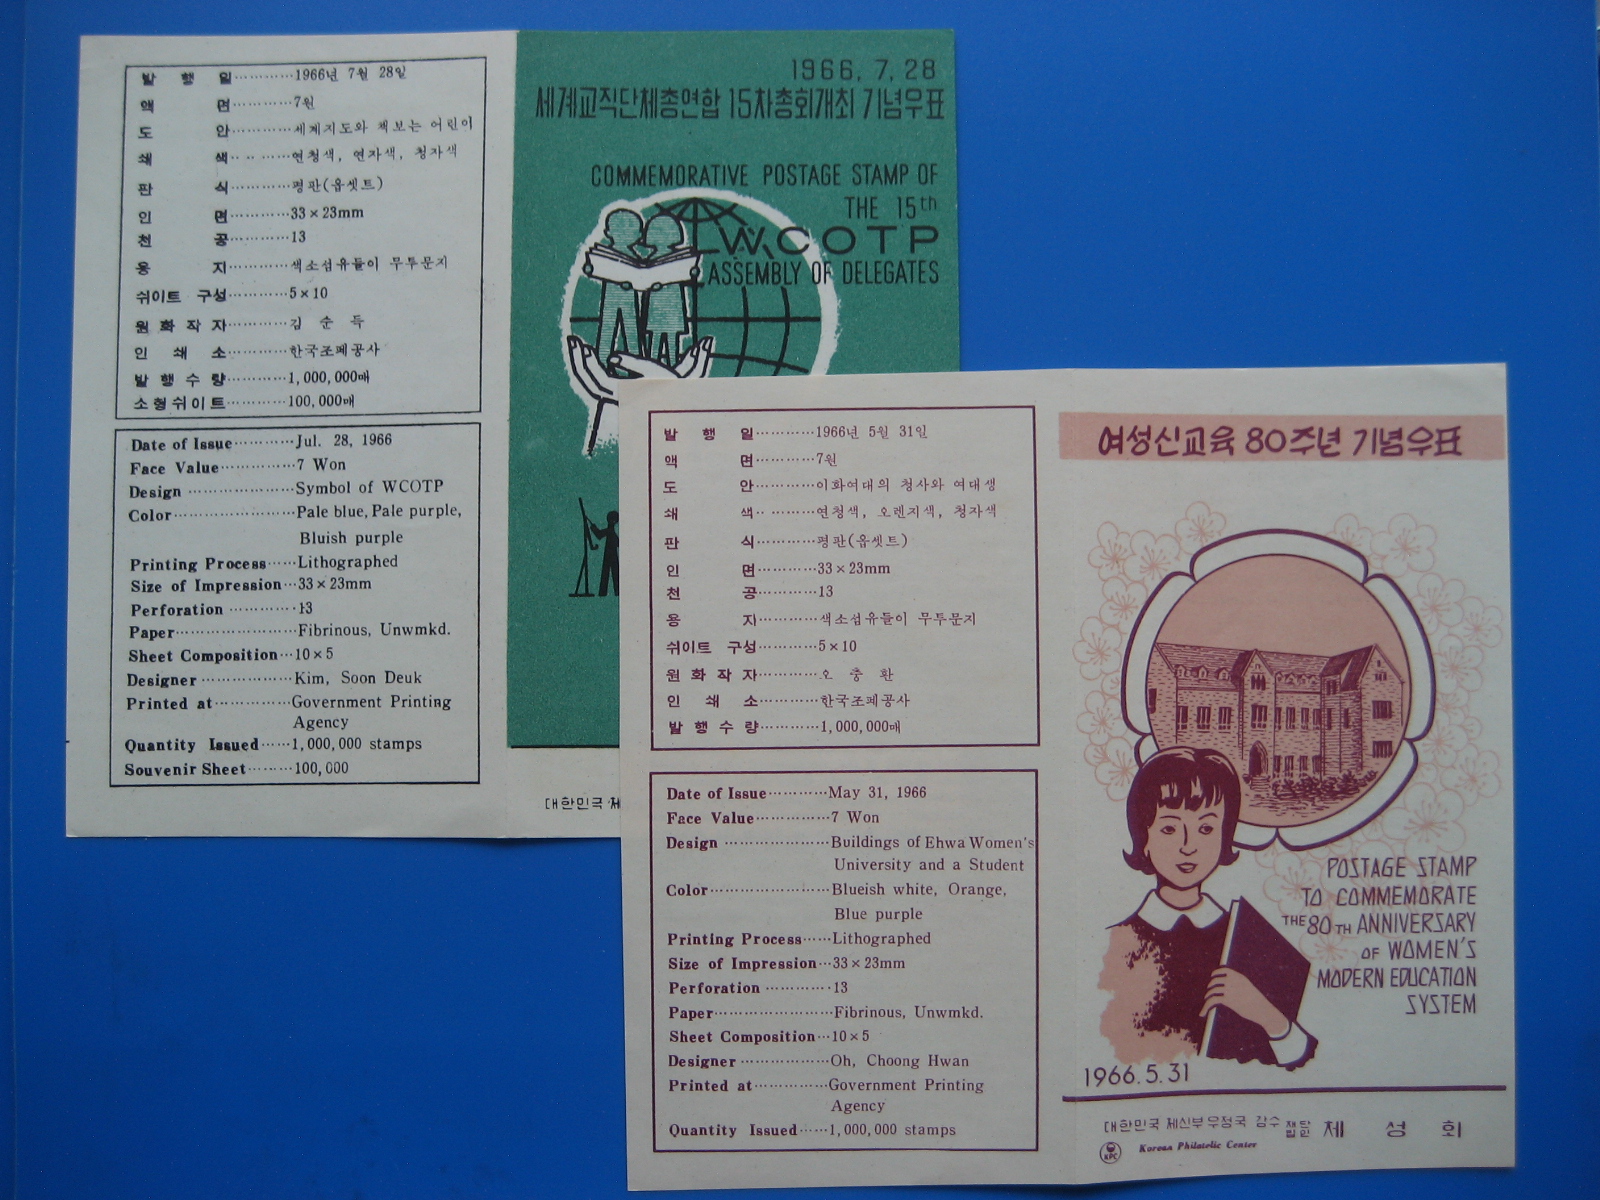 발 행 일············1966년 7월 28일
액 면············7원
도 안············세계지도와 책보는 어린이
쇄 색·· ·· ······연청색, 연자색, 청자색
판 식············평판(옵셋트)
인 면············33×23mm
천 공············13
용 지············색소섬유들이 무투문지
쉬이트 구성············5×10
원 화 작 자············김 순 득
인 쇄 소············한국조폐공사
발 행 수 량············1,000,000매
소형쉬이트············100,000매
Date of Issue············Jul. 28, 1966
Face Value···············7 Won
Design ······················Symbol of WCOTP
Color·························Pale blue, Pale purple,
Bluish purple
Printing Process······Lithographed
Size of Impression···33×23mm
Perforation ··············13
Paper·························Fibrinous, Unwmkd.
Sheet Composition···10×5
Designer ···················Kim, Soon Deuk
Printed at················Government Printing
Agency
Quantity Issued······1,000,000 stamps
Souvenir Sheet·········100,000
1966. 7. 28
세계교직단체총연합 15차총회개최 기념우표
COMMEMORATIVE POSTAGE STAMP OF
THE 15th
WCOTP
ASSEMBLY OF DELEGATES
대한민국 체
발 행 일············1966년 5월 31일
액 면············7원
도 안············이화여대의 청사와 여대생
쇄 색·· ·· ······연청색, 오렌지색, 청자색
판 식············평판(옵셋트)
인 면············33×23mm
천 공············13
용 지············색소섬유들이 무투문지
쉬이트 구성············5×10
원 화 작 자············오 충 환
인 쇄 소············한국조폐공사
발 행 수 량············1,000,000매
Date of Issue············May 31, 1966
Face Value···············7 Won
Design ·····················Buildings of Ehwa Women's
University and a Student
Color·························Blueish white, Orange,
Blue purple
Printing Process······Lithographed
Size of Impression···33×23mm
Perforation ·············13
Paper························Fibrinous, Unwmkd.
Sheet Composition···10×5
Designer ··················Oh, Choong Hwan
Printed at···············Government Printing
Agency
Quantity Issued······1,000,000 stamps
여성신교육 80주년 기념우표
POSTAGE STAMP
TO COMMEMORATE
THE 80TH ANNIVERSARY
OF WOMEN'S
MODERN EDUCATION
SYSTEM
1966.5.31
대한민국 체신부우정국 감수 재단법인 체 성 회
KPC Korean Philatelic Center